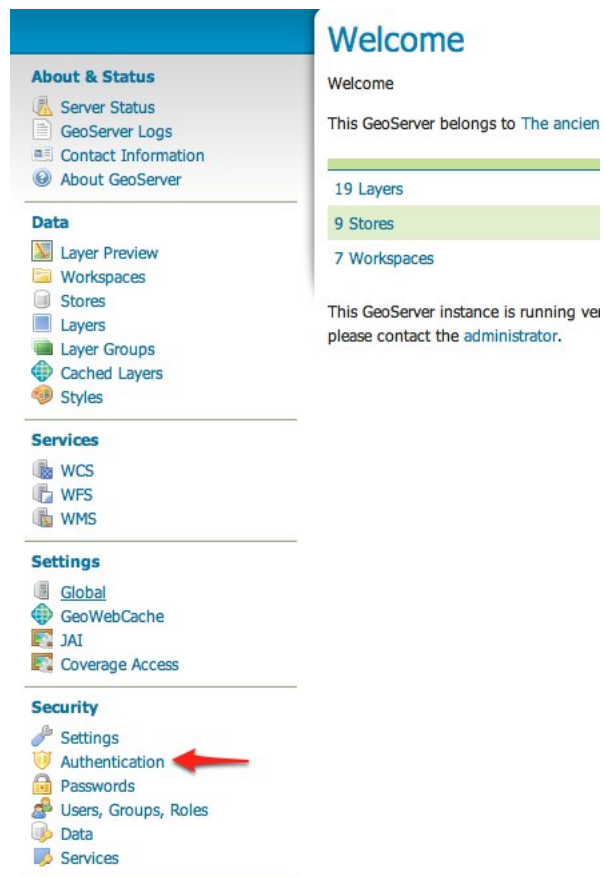 About & Status
Server Status
GeoServer Logs
Contact Information
About GeoServer
Data
Layer Preview
Workspaces
Stores
Layers
Layer Groups
Cached Layers
Styles
Services
WCS
WFS
WMS
Settings
Global
GeoWebCache
JAI
Coverage Access
Security
Settings
Authentication
Passwords
Users, Groups, Roles
Data
Services
Welcome
Welcome
This GeoServer belongs to The ancien
19 Layers
9 Stores
7 Workspaces
This GeoServer instance is running ver
please contact the administrator.